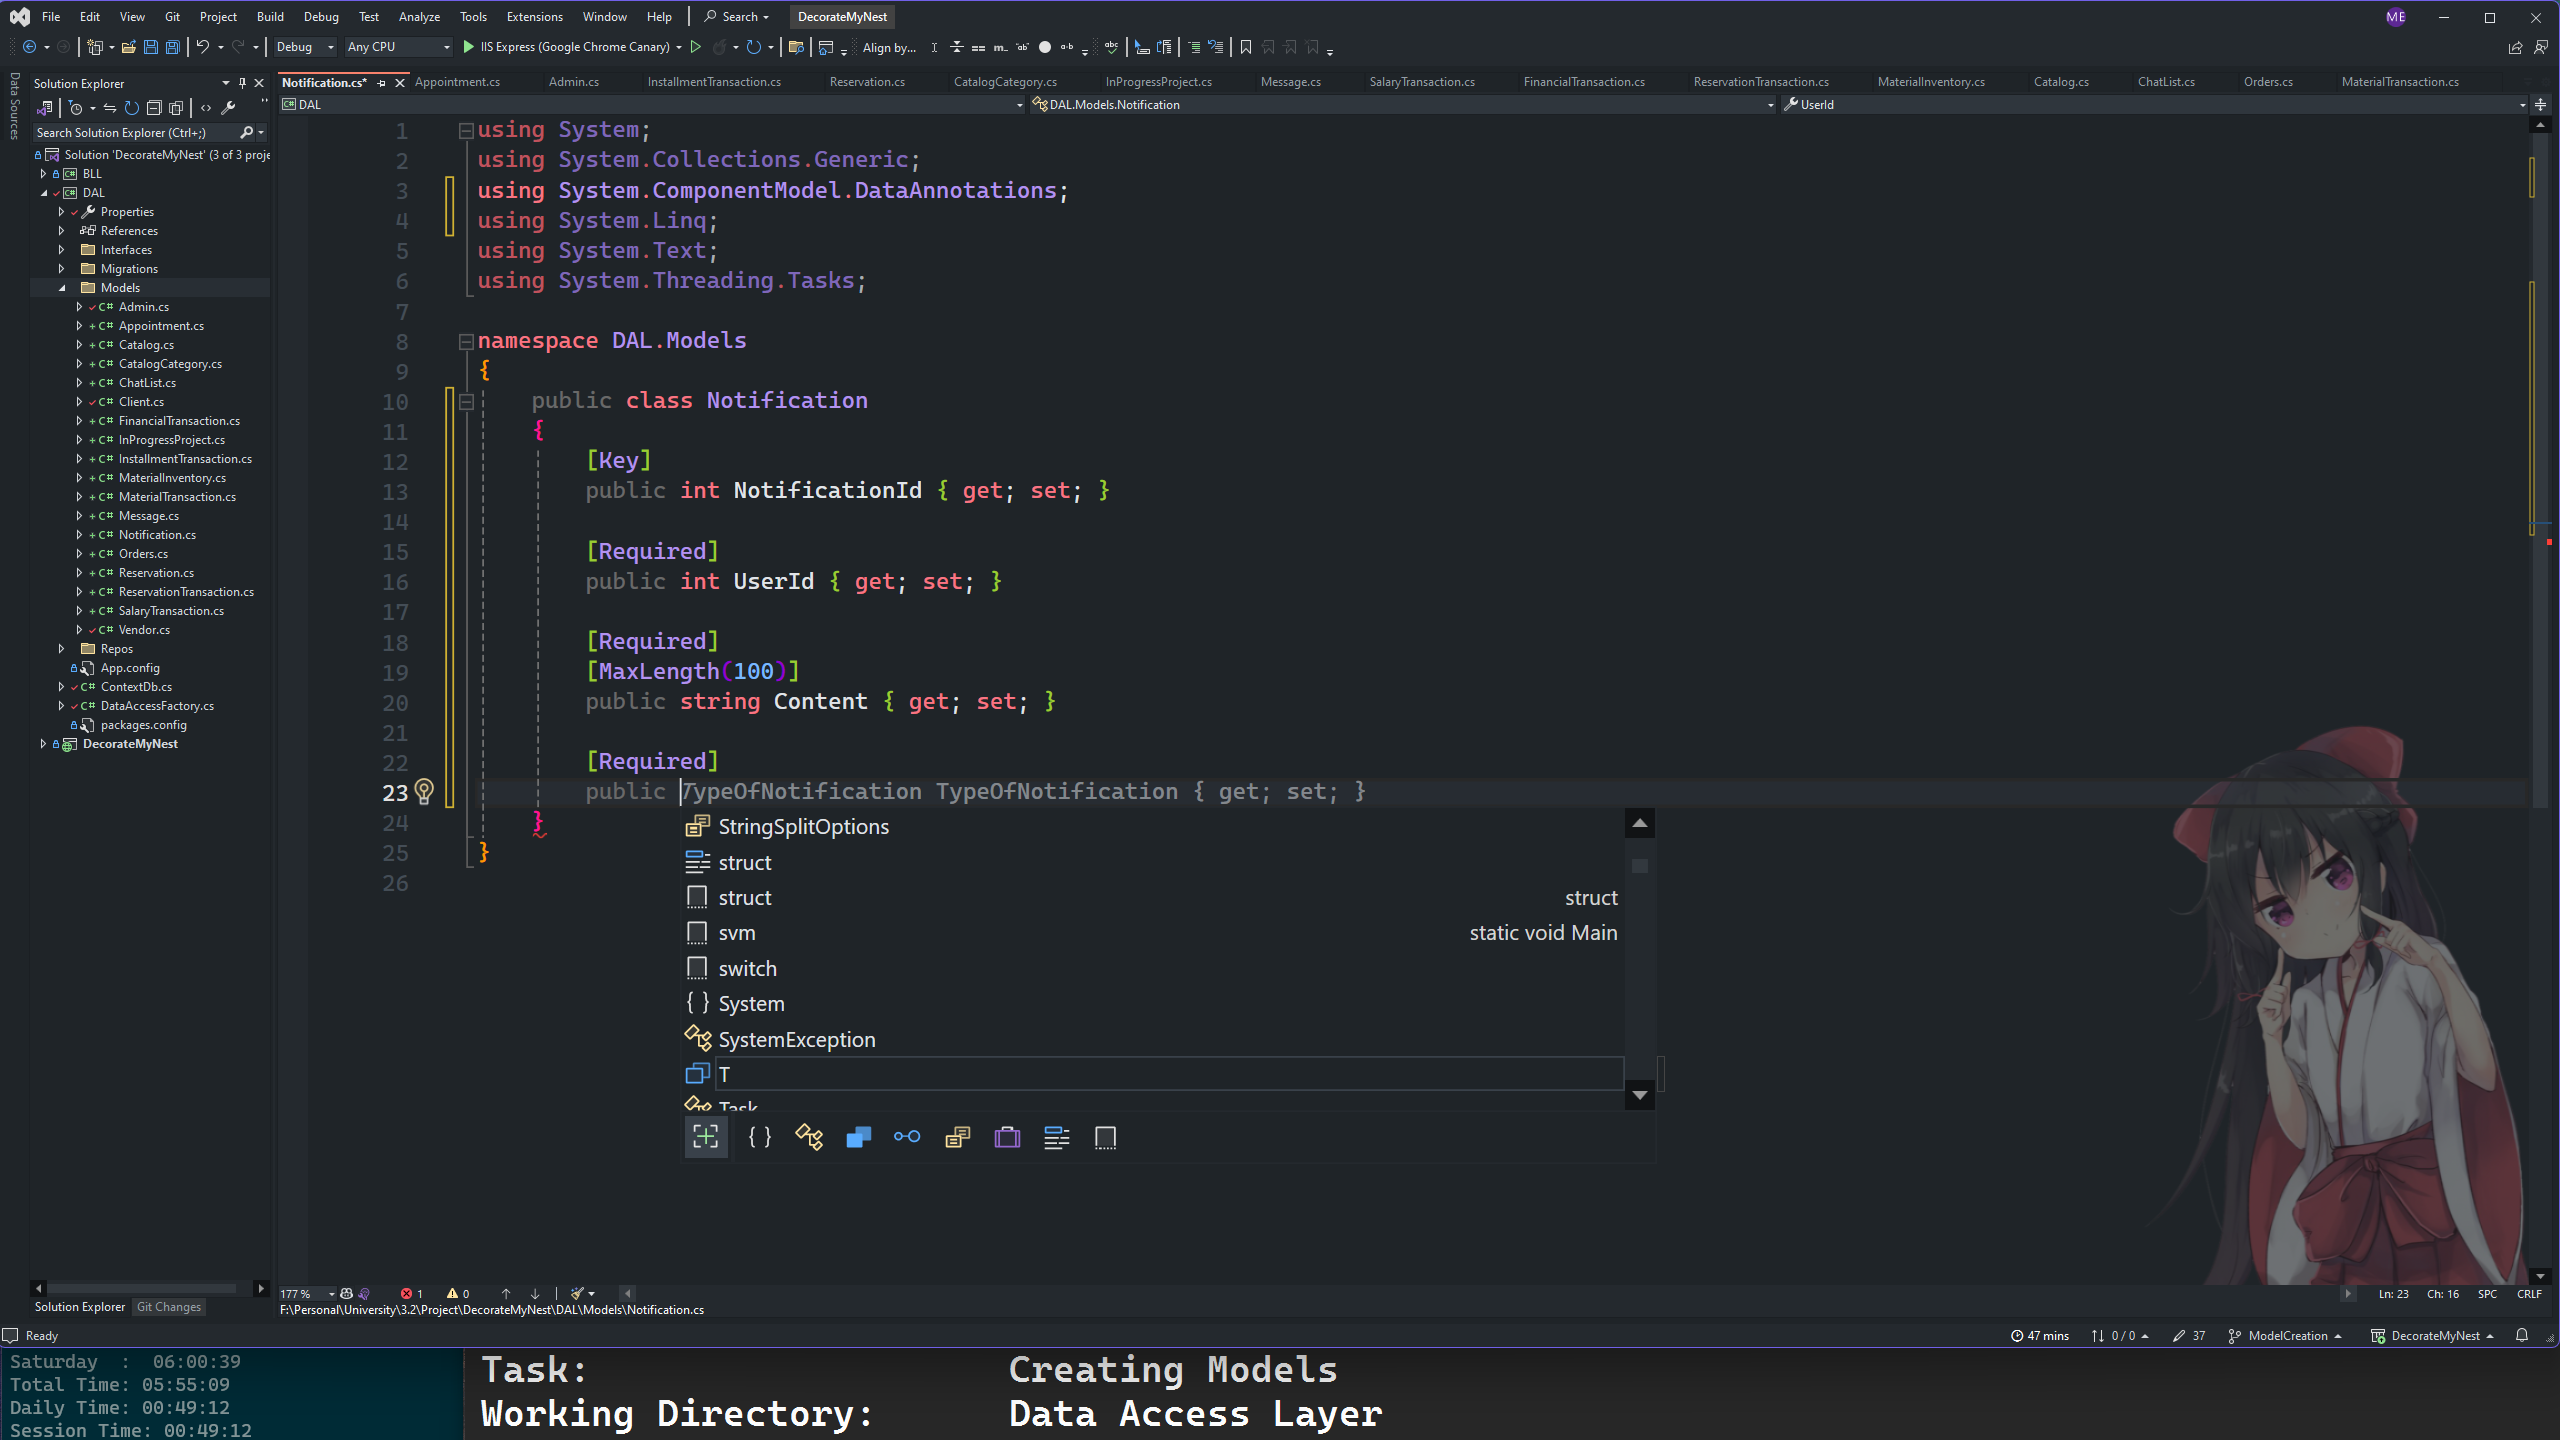 File Edit View Git Project Build Debug Test Analyze Tools Extensions Window Help Search DecorateMyNest ME
Debug Any CPU IIS Express (Google Chrome Canary) Align by...
Data Sources
Solution Explorer
Search Solution Explorer (Ctrl+;)
Solution 'DecorateMyNest' (3 of 3 proje
BLL
DAL
Properties
References
Interfaces
Migrations
Models
C# Admin.cs
C# Appointment.cs
C# Catalog.cs
C# CatalogCategory.cs
C# ChatList.cs
C# Client.cs
C# FinancialTransaction.cs
C# InProgressProject.cs
C# InstallmentTransaction.cs
C# MaterialInventory.cs
C# MaterialTransaction.cs
C# Message.cs
C# Notification.cs
C# Orders.cs
C# Reservation.cs
C# ReservationTransaction.cs
C# SalaryTransaction.cs
C# Vendor.cs
Repos
App.config
C# ContextDb.cs
C# DataAccessFactory.cs
packages.config
DecorateMyNest
Solution Explorer Git Changes
Notification.cs* Appointment.cs Admin.cs InstallmentTransaction.cs Reservation.cs CatalogCategory.cs InProgressProject.cs Message.cs SalaryTransaction.cs FinancialTransaction.cs ReservationTransaction.cs MaterialInventory.cs Catalog.cs ChatList.cs Orders.cs MaterialTransaction.cs
C# DAL DAL.Models.Notification UserId
1 using System;
2 using System.Collections.Generic;
3 using System.ComponentModel.DataAnnotations;
4 using System.Linq;
5 using System.Text;
6 using System.Threading.Tasks;
7
8 namespace DAL.Models
9 {
10 public class Notification
11 {
12 [Key]
13 public int NotificationId { get; set; }
14
15 [Required]
16 public int UserId { get; set; }
17
18 [Required]
19 [MaxLength(100)]
20 public string Content { get; set; }
21
22 [Required]
23 public TypeOfNotification TypeOfNotification { get; set; }
24 }
25 }
26
StringSplitOptions
struct
struct struct
svm static void Main
switch
{ } System
SystemException
T
Task
{ }
177 % 1 0 Ln: 23 Ch: 16 SPC CRLF
F:\Personal\University\3.2\Project\DecorateMyNest\DAL\Models\Notification.cs
Ready 47 mins 0 / 0 37 ModelCreation DecorateMyNest
Saturday : 06:00:39
Total Time: 05:55:09
Daily Time: 00:49:12
Session Time: 00:49:12
Task: Creating Models
Working Directory: Data Access Layer